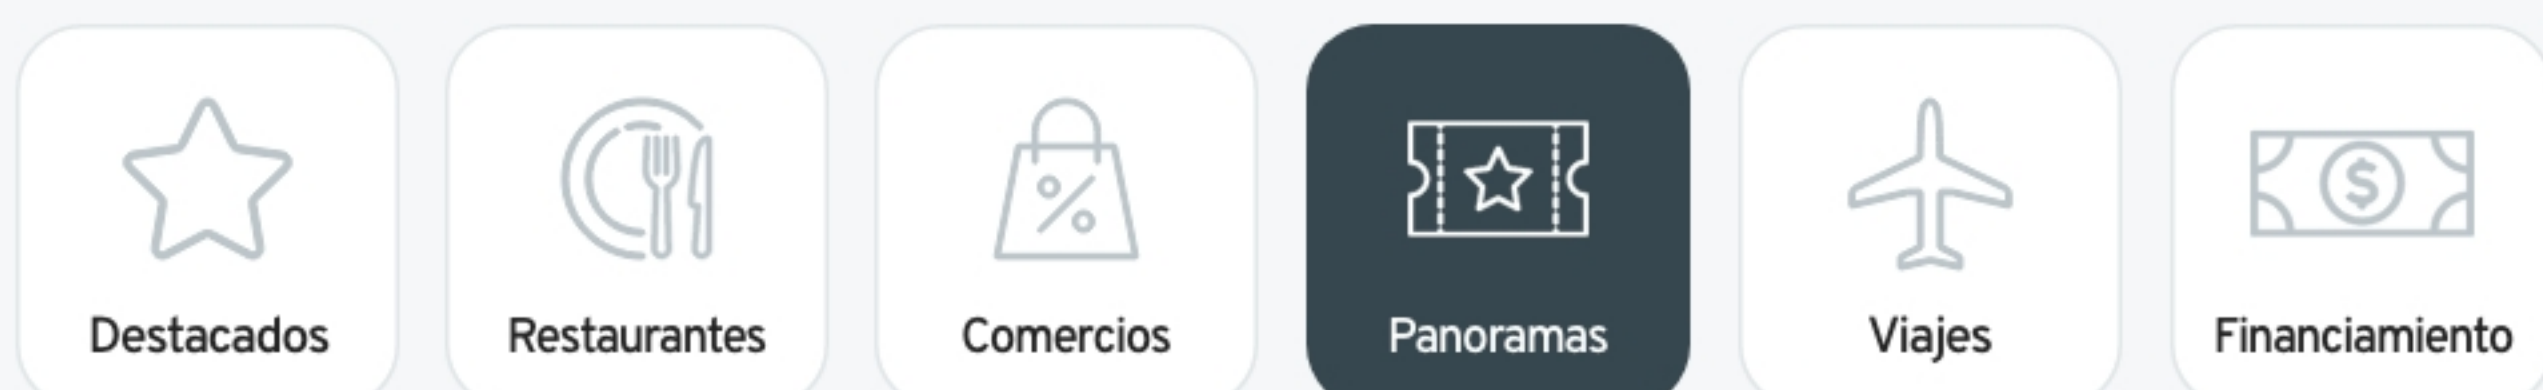 Destacados
Restaurantes
Comercios
Panoramas
Viajes
Financiamiento